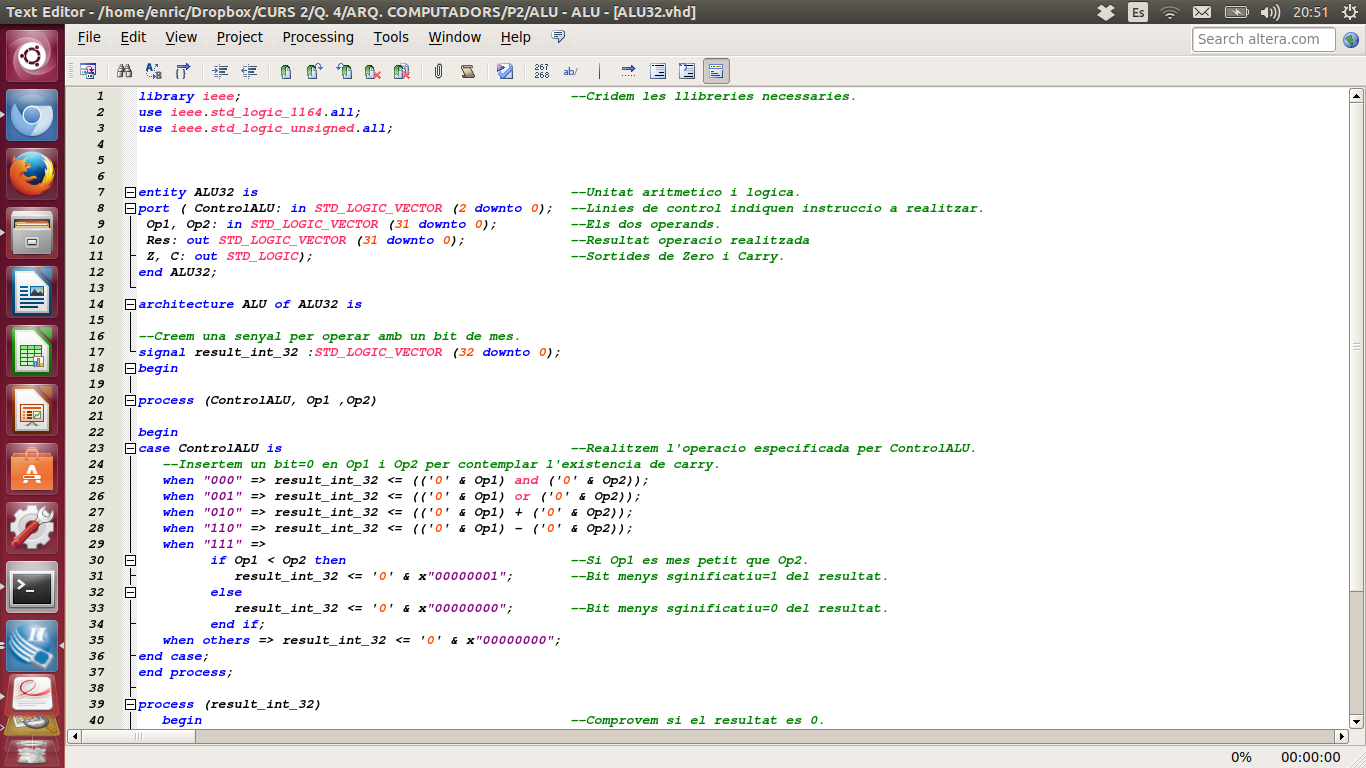 Text Editor - /home/enric/Dropbox/CURS 2/Q. 4/ARQ. COMPUTADORS/P2/ALU - ALU - [ALU32.vhd] Es 20:51
File Edit View Project Processing Tools Window Help Search altera.com
267
268 ab/
1 library ieee; --Cridem les llibreries necessaries.
2 use ieee.std_logic_1164.all;
3 use ieee.std_logic_unsigned.all;
4
5
6
7 entity ALU32 is --Unitat aritmetico i logica.
8 port ( ControlALU: in STD_LOGIC_VECTOR (2 downto 0); --Linies de control indiquen instruccio a realitzar.
9 Op1, Op2: in STD_LOGIC_VECTOR (31 downto 0); --Els dos operands.
10 Res: out STD_LOGIC_VECTOR (31 downto 0); --Resultat operacio realitzada
11 Z, C: out STD_LOGIC); --Sortides de Zero i Carry.
12 end ALU32;
13
14 architecture ALU of ALU32 is
15
16 --Creem una senyal per operar amb un bit de mes.
17 signal result_int_32 :STD_LOGIC_VECTOR (32 downto 0);
18 begin
19
20 process (ControlALU, Op1 ,Op2)
21
22 begin
23 case ControlALU is --Realitzem l'operacio especificada per ControlALU.
24 --Insertem un bit=0 en Op1 i Op2 per contemplar l'existencia de carry.
25 when "000" => result_int_32 <= (('0' & Op1) and ('0' & Op2));
26 when "001" => result_int_32 <= (('0' & Op1) or ('0' & Op2));
27 when "010" => result_int_32 <= (('0' & Op1) + ('0' & Op2));
28 when "110" => result_int_32 <= (('0' & Op1) - ('0' & Op2));
29 when "111" =>
30 if Op1 < Op2 then --Si Op1 es mes petit que Op2.
31 result_int_32 <= '0' & x"00000001"; --Bit menys sginificatiu=1 del resultat.
32 else
33 result_int_32 <= '0' & x"00000000"; --Bit menys sginificatiu=0 del resultat.
34 end if;
35 when others => result_int_32 <= '0' & x"00000000";
36 end case;
37 end process;
38
39 process (result_int_32)
40 begin --Comprovem si el resultat es 0.
0% 00:00:00